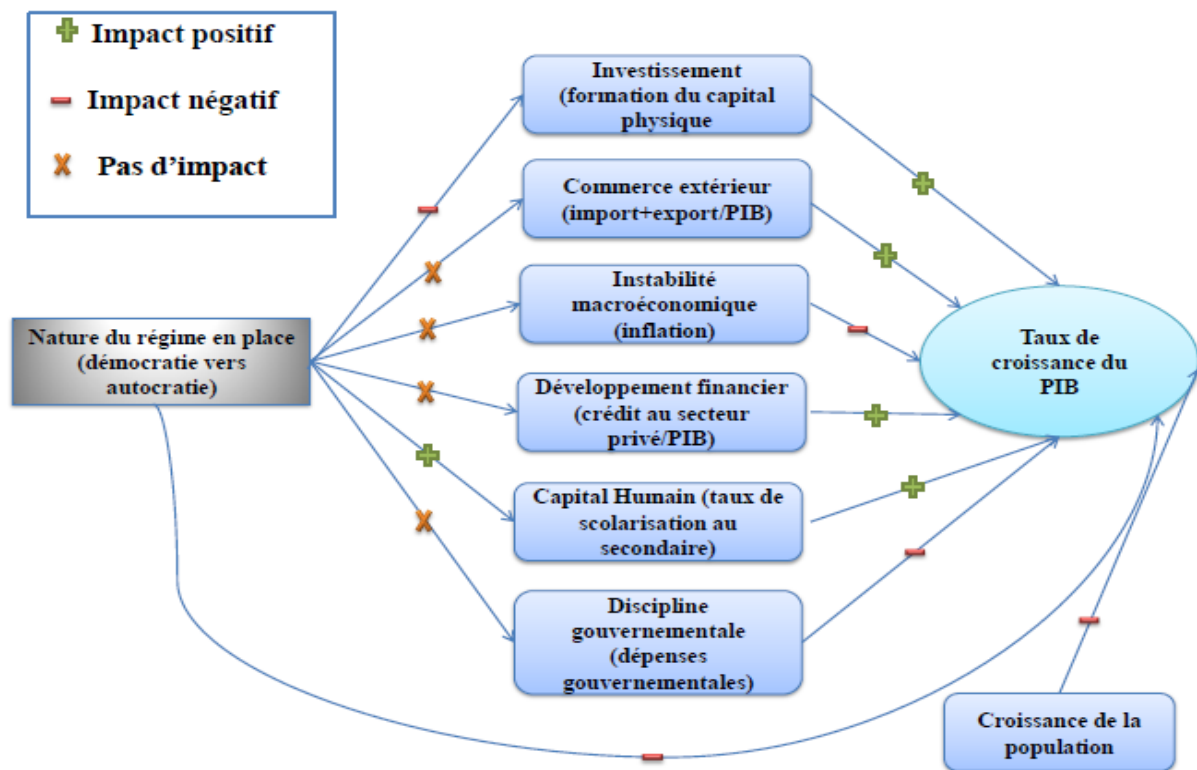 Impact positif
Impact négatif
Pas d'impact
Investissement
(formation du capital
physique
Commerce extérieur
(import+export/PIB)
Instabilité
macroéconomique
(inflation)
Nature du régime en place
(démocratie vers
autocratie)
Taux de
croissance du
PIB
Développement financier
(crédit au secteur
privé/PIB)
Capital Humain (taux de
scolarisation au
secondaire)
Discipline
gouvernementale
(dépenses
gouvernementales)
Croissance de la
population